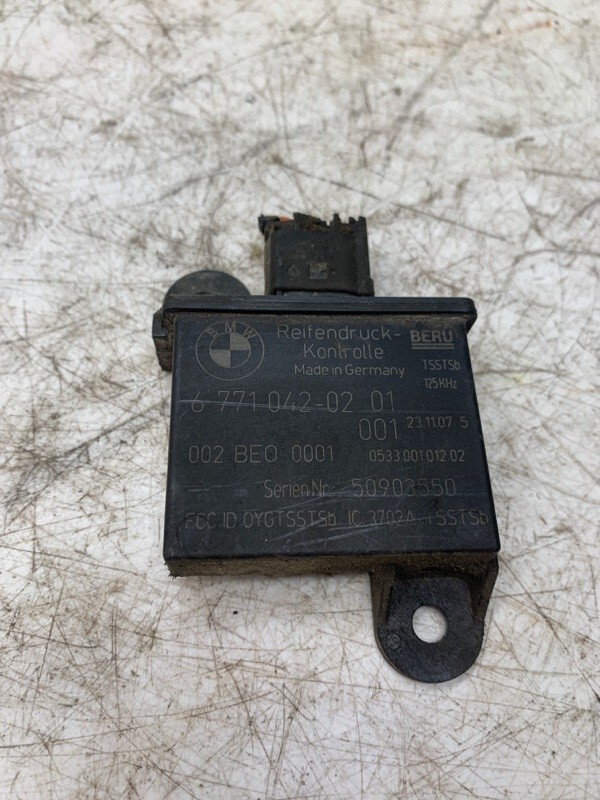 BMW
Reifendruck-
Kontrolle
Made in Germany
BERU
TSSTSb
125KHz
6 771 042-02 01
001 23.11.07 5
002 BEO 0001 0533 001 012 02
Serien Nr.: 50903550
FCC ID: OYGTSSTSb IC: 3702A-TSSTSb